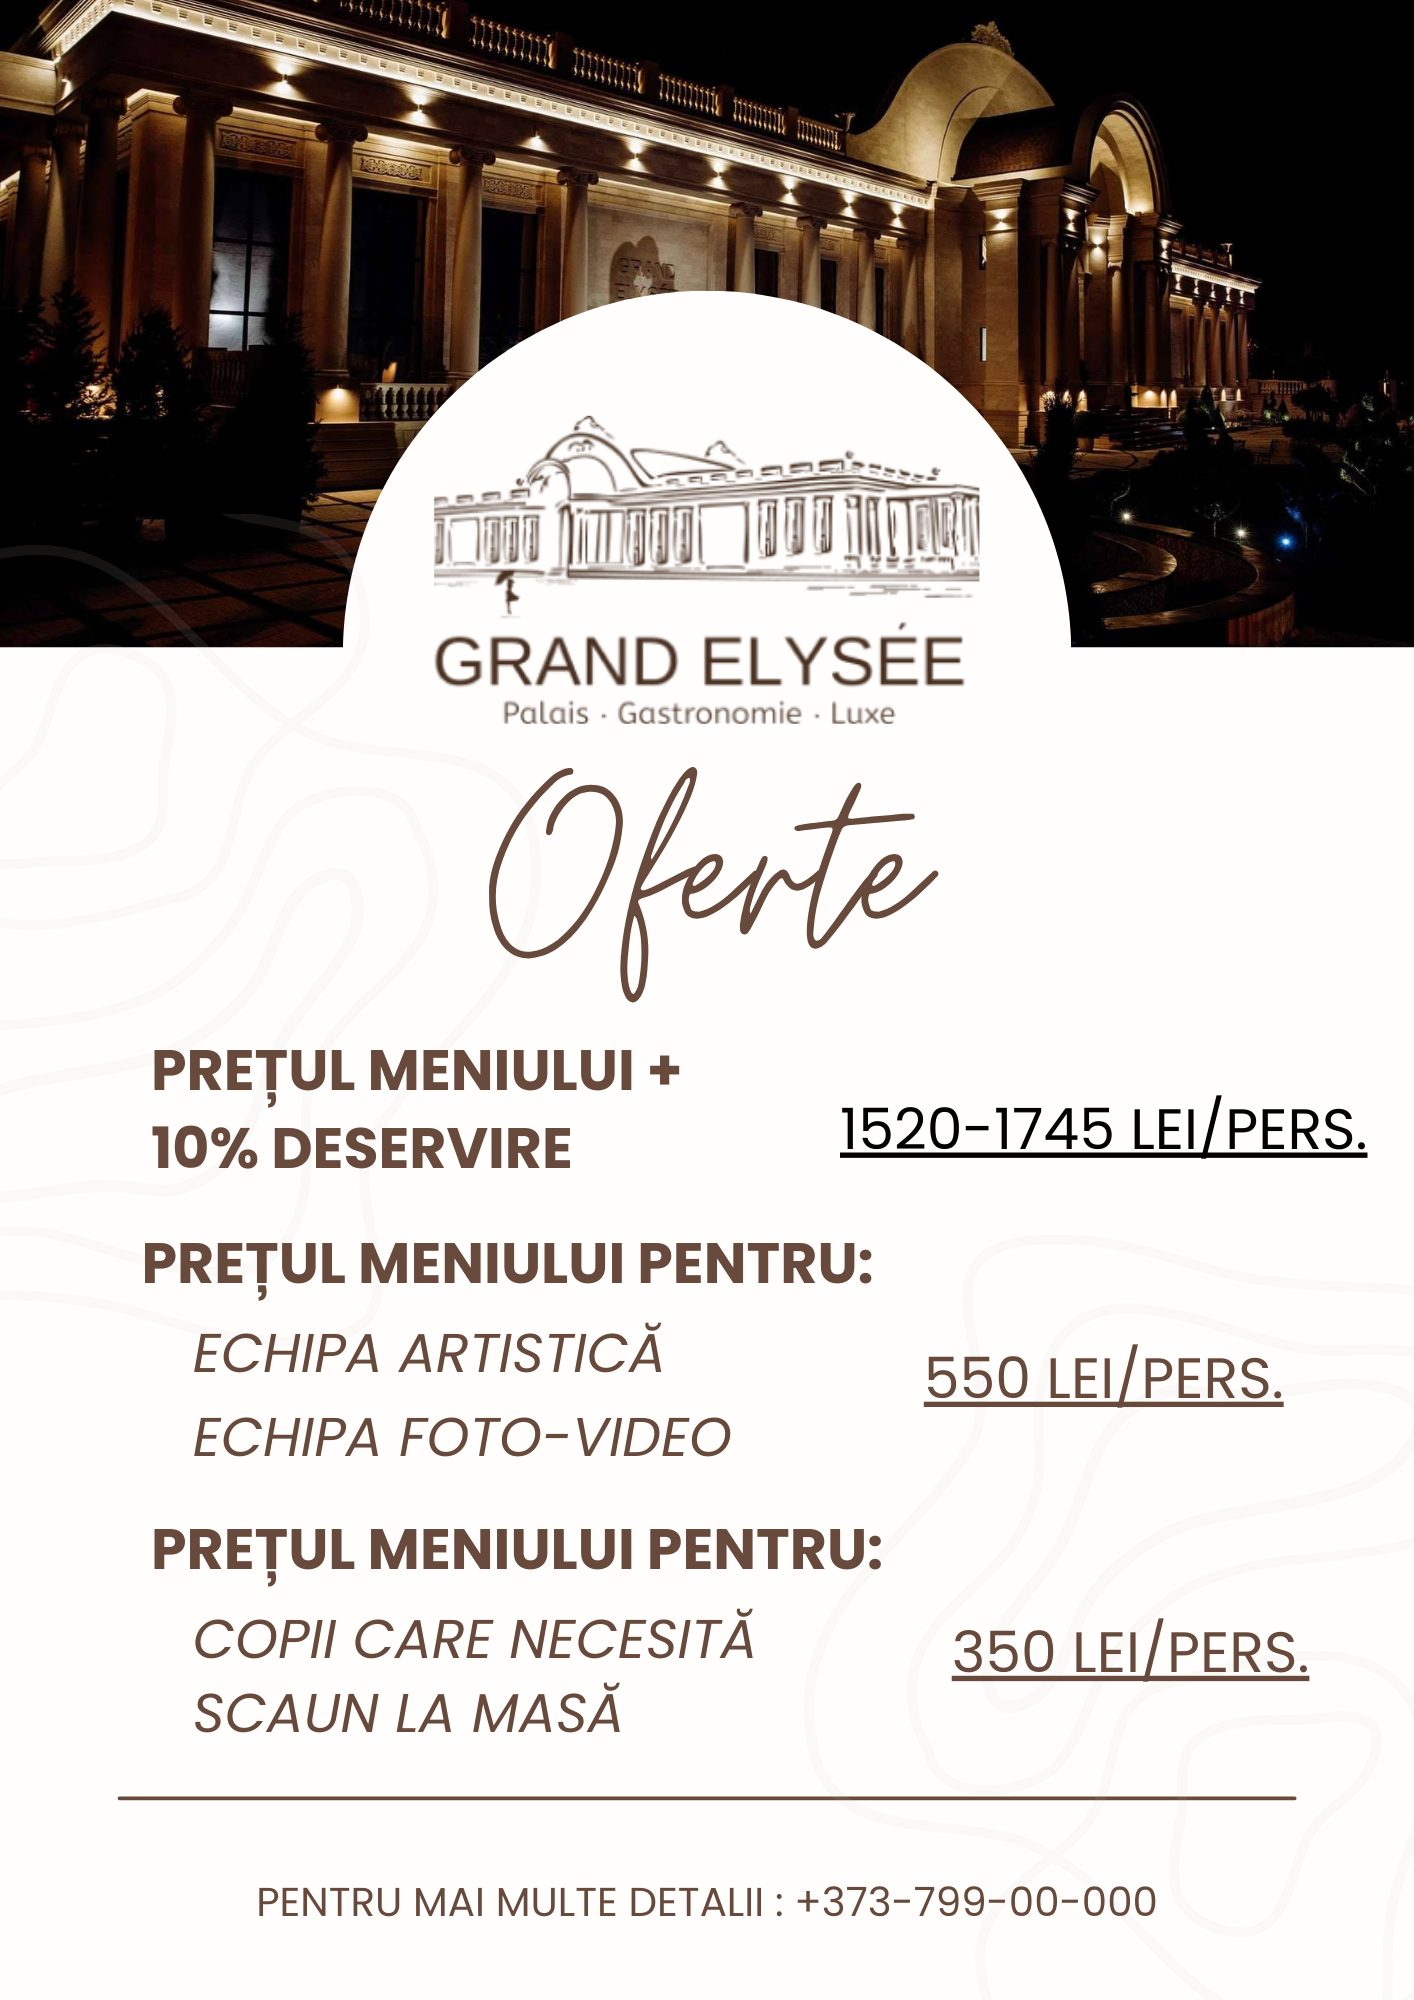 GRAND
ELYSÉE
GRAND ELYSÉE
Palais · Gastronomie · Luxe
Oferte
PREȚUL MENIULUI +
10% DESERVIRE
1520-1745 LEI/PERS.
PREȚUL MENIULUI PENTRU:
ECHIPA ARTISTICĂ
ECHIPA FOTO-VIDEO
550 LEI/PERS.
PREȚUL MENIULUI PENTRU:
COPII CARE NECESITĂ
SCAUN LA MASĂ
350 LEI/PERS.
PENTRU MAI MULTE DETALII : +373-799-00-000